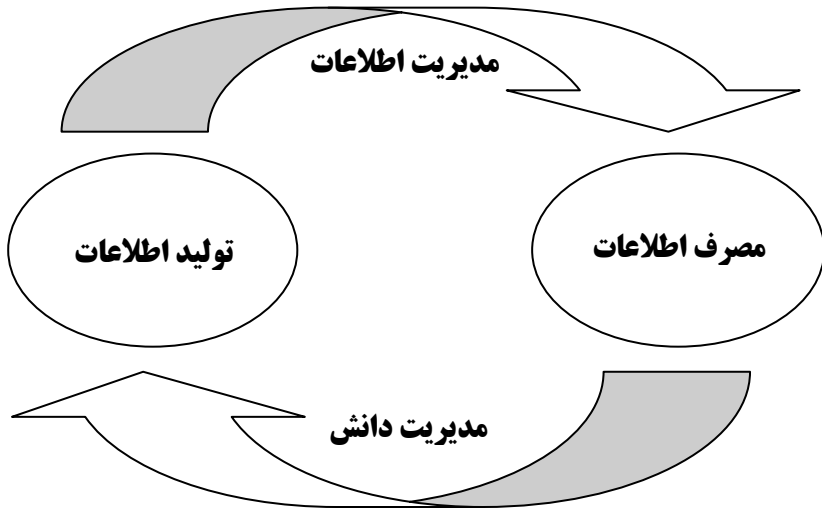 مدیریت اطلاعات
مصرف اطلاعات
تولید اطلاعات
مدیریت دانش